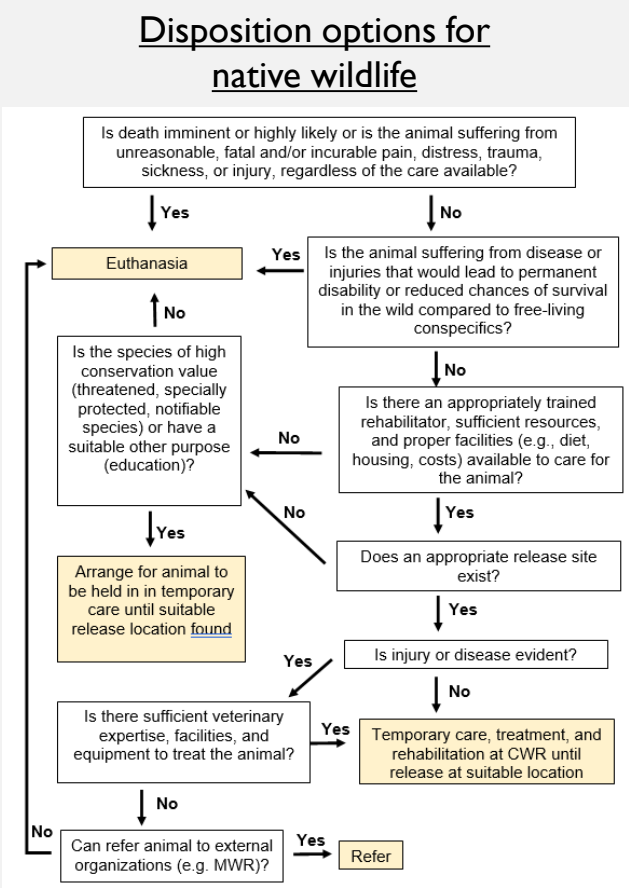 Disposition options for
native wildlife
Is death imminent or highly likely or is the animal suffering from
unreasonable, fatal and/or incurable pain, distress, trauma,
sickness, or injury, regardless of the care available?
Yes
No
Euthanasia
Yes
Is the animal suffering from disease or
injuries that would lead to permanent
disability or reduced chances of survival
in the wild compared to free-living
conspecifics?
No
No
Is the species of high
conservation value
(threatened, specially
protected, notifiable
species) or have a
suitable other purpose
(education)?
Is there an appropriately trained
rehabilitator, sufficient resources,
and proper facilities (e.g., diet,
housing, costs) available to care for
the animal?
No
No
Yes
Yes
Does an appropriate release site
exist?
Arrange for animal to
be held in in temporary
care until suitable
release location found
Yes
Is injury or disease evident?
Yes
No
Is there sufficient veterinary
expertise, facilities, and
equipment to treat the animal?
Yes
Temporary care, treatment, and
rehabilitation at CWR until
release at suitable location
No
No
Can refer animal to external
organizations (e.g. MWR)?
Yes
Refer